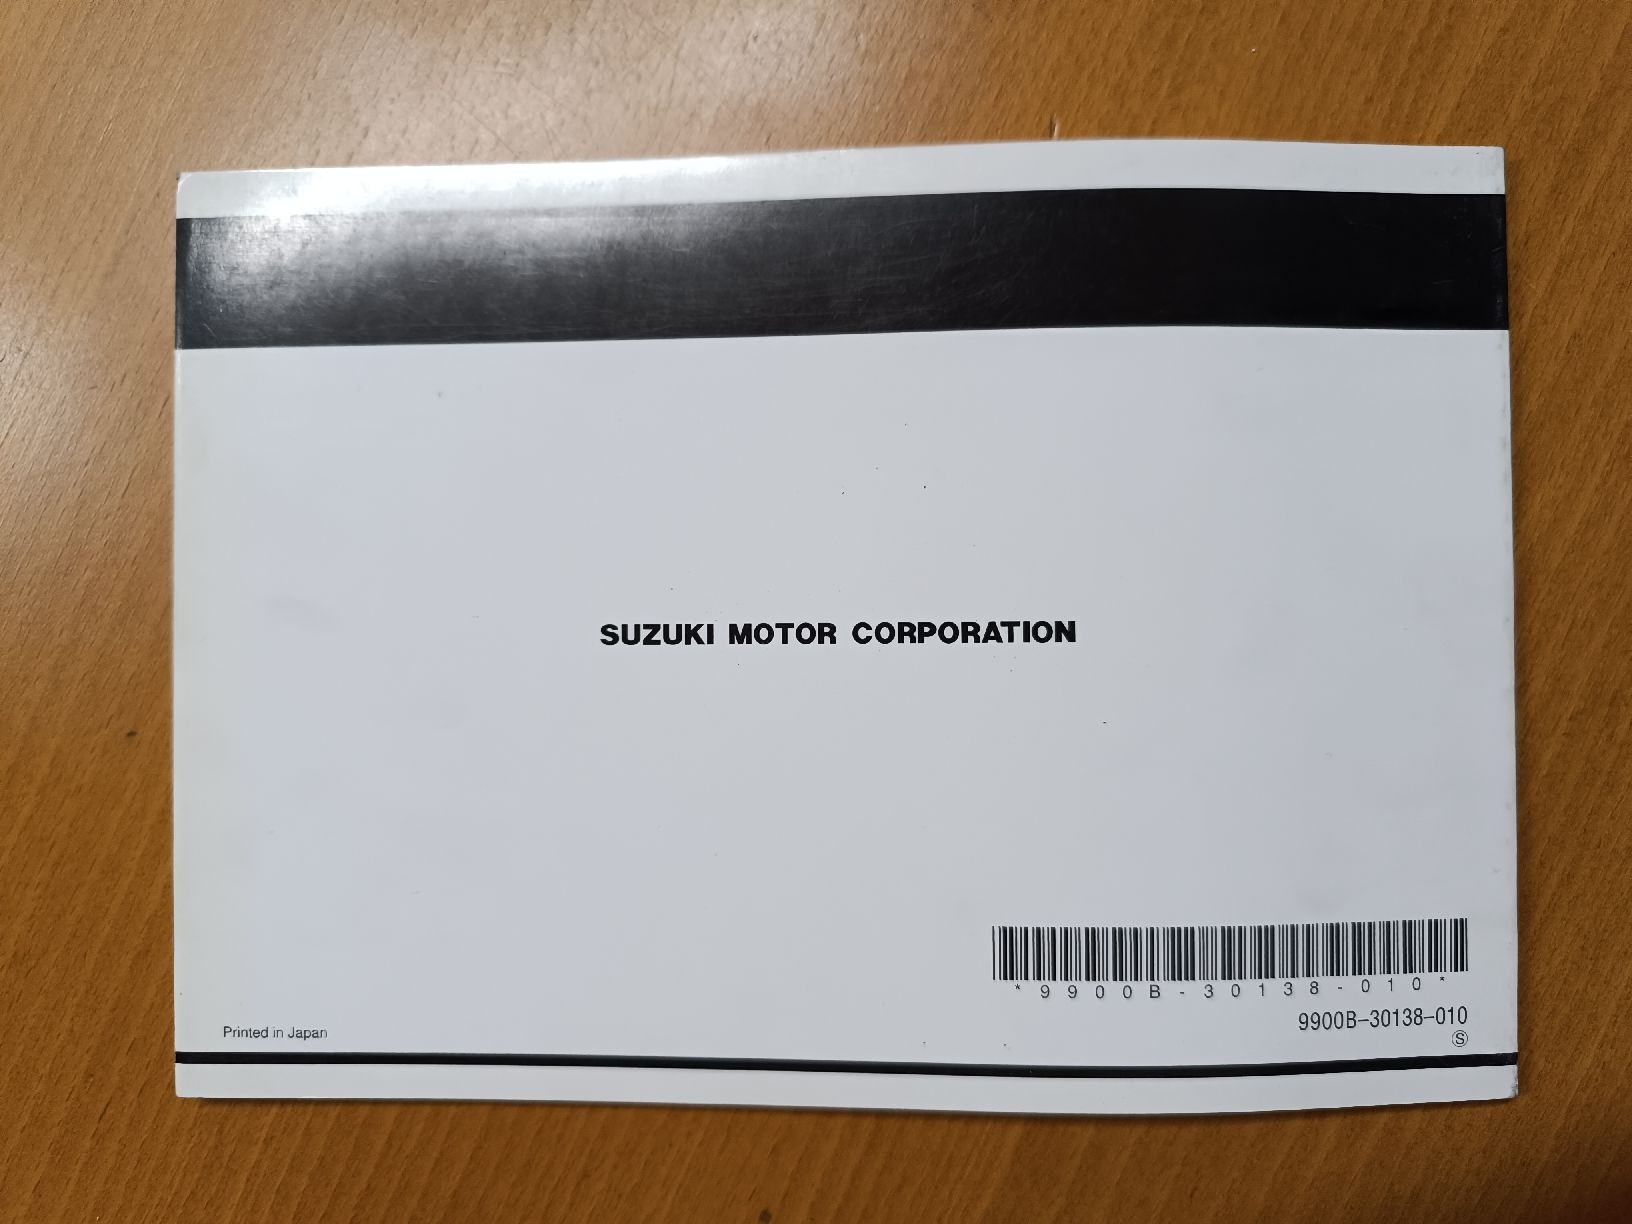 SUZUKI MOTOR CORPORATION
*9900B-30138-010*
9900B-30138-010
Ⓢ
Printed in Japan